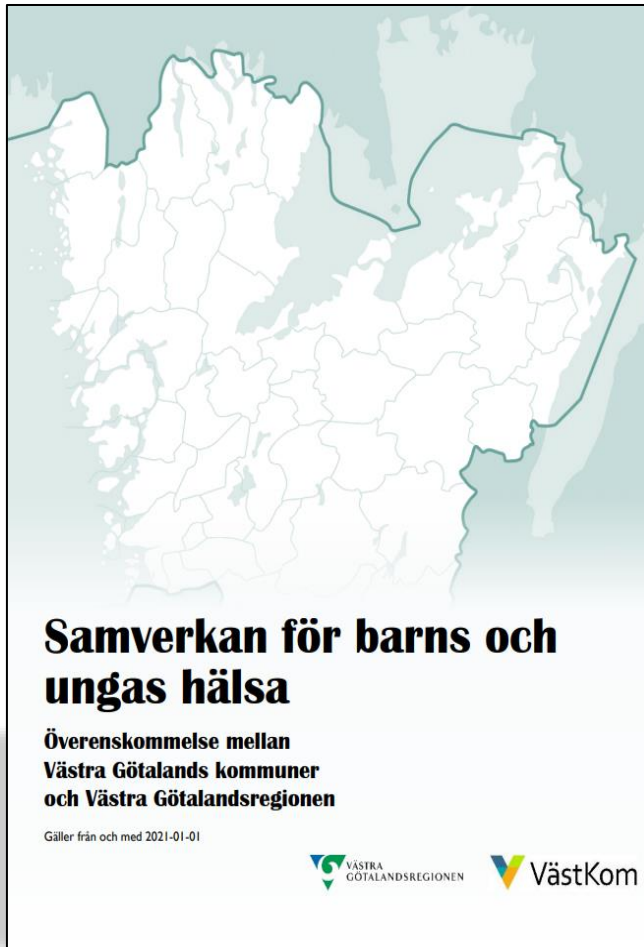 Samverkan för barns och
ungas hälsa
Överenskommelse mellan
Västra Götalands kommuner
och Västra Götalandsregionen
Gäller från och med 2021-01-01
VÄSTRA
GÖTALANDSREGIONEN
VästKom